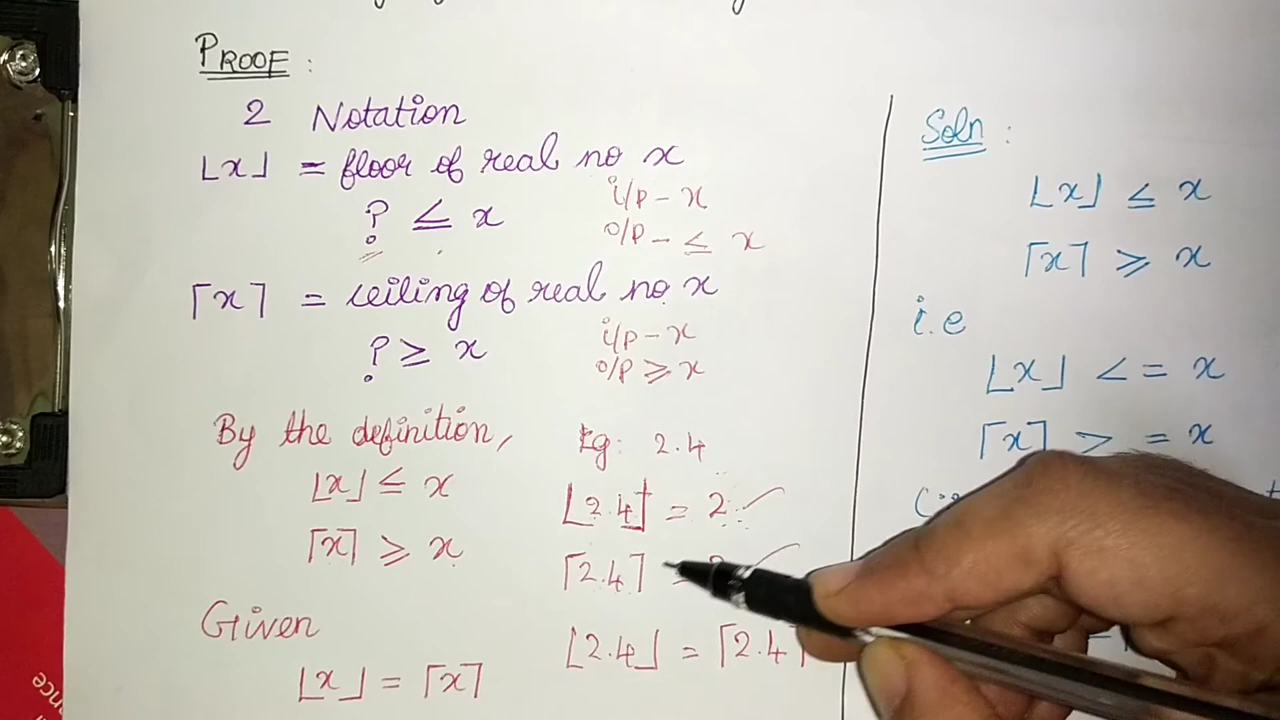 PROOF :
2 Notation
⌊x⌋ = floor of real no x
? ≤ x
i/p - x
o/p - ≤ x
⌈x⌉ = ceiling of real no x
? ≥ x
i/p - x
o/p ≥ x
By the definition,
⌊x⌋ ≤ x
⌈x⌉ ≥ x
Given
⌊x⌋ = ⌈x⌉
Eg: 2.4
⌊2.4⌋ = 2
⌈2.4⌉ =
⌊2.4⌋ = ⌈2.4⌉
Soln :
⌊x⌋ ≤ x
⌈x⌉ ≥ x
i.e
⌊x⌋ < = x
⌈x⌉ > = x